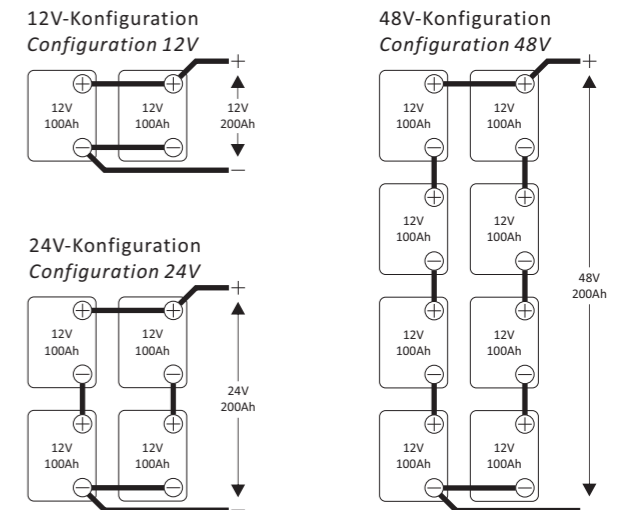 12V-Konfiguration
Configuration 12V
+
+ +
12V
100Ah
12V
100Ah
12V
200Ah
− −
−
24V-Konfiguration
Configuration 24V
+
+ +
12V
100Ah
12V
100Ah
− −
24V
200Ah
+ +
12V
100Ah
12V
100Ah
− −
−
48V-Konfiguration
Configuration 48V
+
+ +
12V
100Ah
12V
100Ah
− −
+ +
12V
100Ah
12V
100Ah
− −
48V
200Ah
+ +
12V
100Ah
12V
100Ah
− −
+ +
12V
100Ah
12V
100Ah
− −